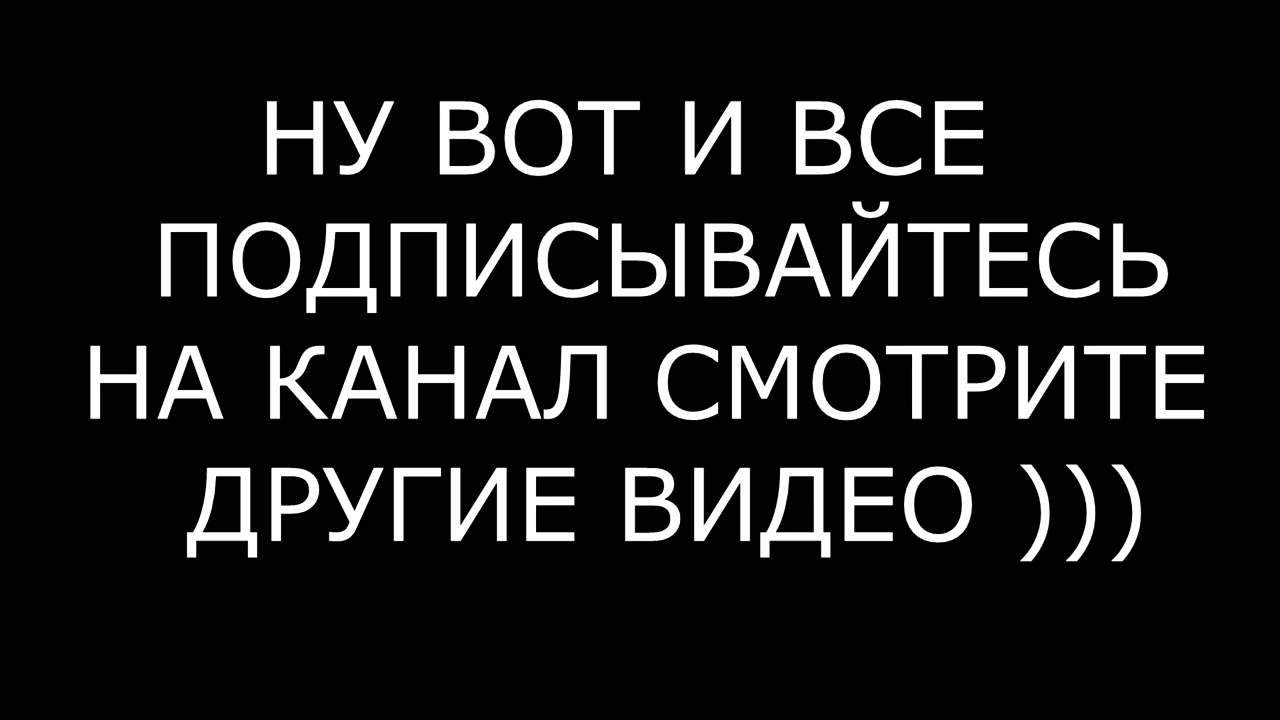 НУ ВОТ И ВСЕ
ПОДПИСЫВАЙТЕСЬ
НА КАНАЛ СМОТРИТЕ
ДРУГИЕ ВИДЕО )))